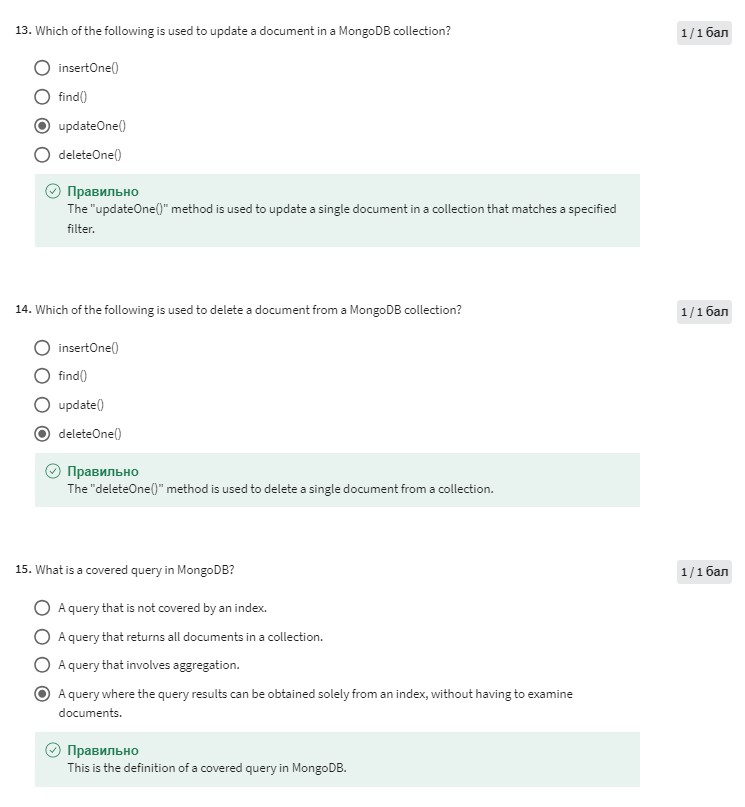 13. Which of the following is used to update a document in a MongoDB collection?
1 / 1 бал
insertOne()
find()
updateOne()
deleteOne()
Правильно
The "updateOne()" method is used to update a single document in a collection that matches a specified
filter.
14. Which of the following is used to delete a document from a MongoDB collection?
1 / 1 бал
insertOne()
find()
update()
deleteOne()
Правильно
The "deleteOne()" method is used to delete a single document from a collection.
15. What is a covered query in MongoDB?
1 / 1 бал
A query that is not covered by an index.
A query that returns all documents in a collection.
A query that involves aggregation.
A query where the query results can be obtained solely from an index, without having to examine
documents.
Правильно
This is the definition of a covered query in MongoDB.